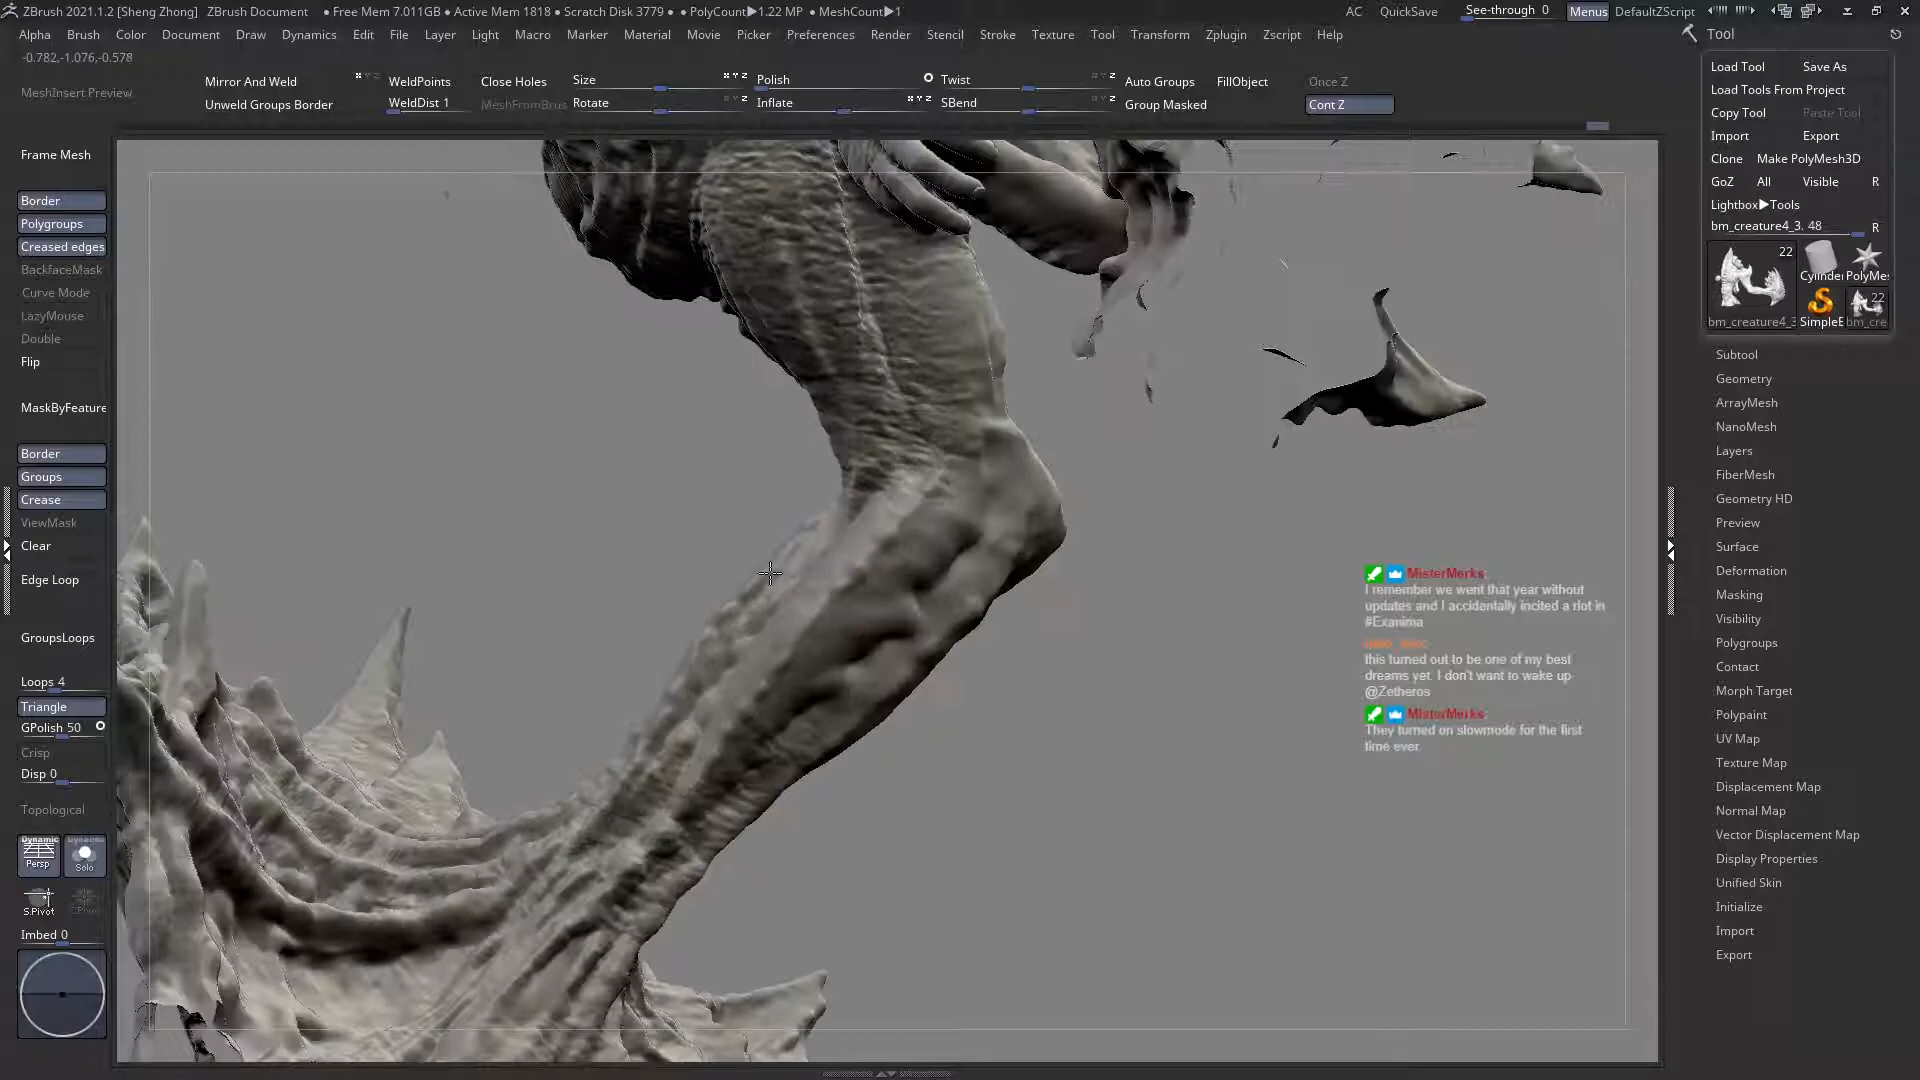 ZBrush 2021.1.2 [Sheng Zhong] ZBrush Document • Free Mem 7.011GB • Active Mem 1818 • Scratch Disk 3779 • • PolyCount▶1.22 MP • MeshCount▶1 AC QuickSave See-through 0 Menus DefaultZScript
Alpha Brush Color Document Draw Dynamics Edit File Layer Light Macro Marker Material Movie Picker Preferences Render Stencil Stroke Texture Tool Transform Zplugin Zscript Help
-0.782,-1.076,-0.578
MeshInsert Preview
Mirror And Weld WeldPoints Close Holes Size Polish Twist Auto Groups FillObject Once Z
Unweld Groups Border WeldDist 1 MeshFromBrus Rotate Inflate SBend Group Masked Cont Z
Frame Mesh
Border
Polygroups
Creased edges
BackfaceMask
Curve Mode
LazyMouse
Double
Flip
MaskByFeature
Border
Groups
Crease
ViewMask
Clear
Edge Loop
GroupsLoops
Loops 4
Triangle
GPolish 50
Crisp
Disp 0
Topological
Dynamic
Persp
Solo
S.Pivot
Imbed 0
MisterMerks:
I remember we went that year without
updates and I accidentally incited a riot in
#Exanima
this turned out to be one of my best
dreams yet. I don't want to wake up
@Zetheros
MisterMerks:
They turned on slowmode for the first
time ever.
Tool
Load Tool Save As
Load Tools From Project
Copy Tool Paste Tool
Import Export
Clone Make PolyMesh3D
GoZ All Visible R
Lightbox▶Tools
bm_creature4_3. 48 R
22
Cylinder PolyMes
22
bm_creature4_3 SimpleE bm_cre
Subtool
Geometry
ArrayMesh
NanoMesh
Layers
FiberMesh
Geometry HD
Preview
Surface
Deformation
Masking
Visibility
Polygroups
Contact
Morph Target
Polypaint
UV Map
Texture Map
Displacement Map
Normal Map
Vector Displacement Map
Display Properties
Unified Skin
Initialize
Import
Export